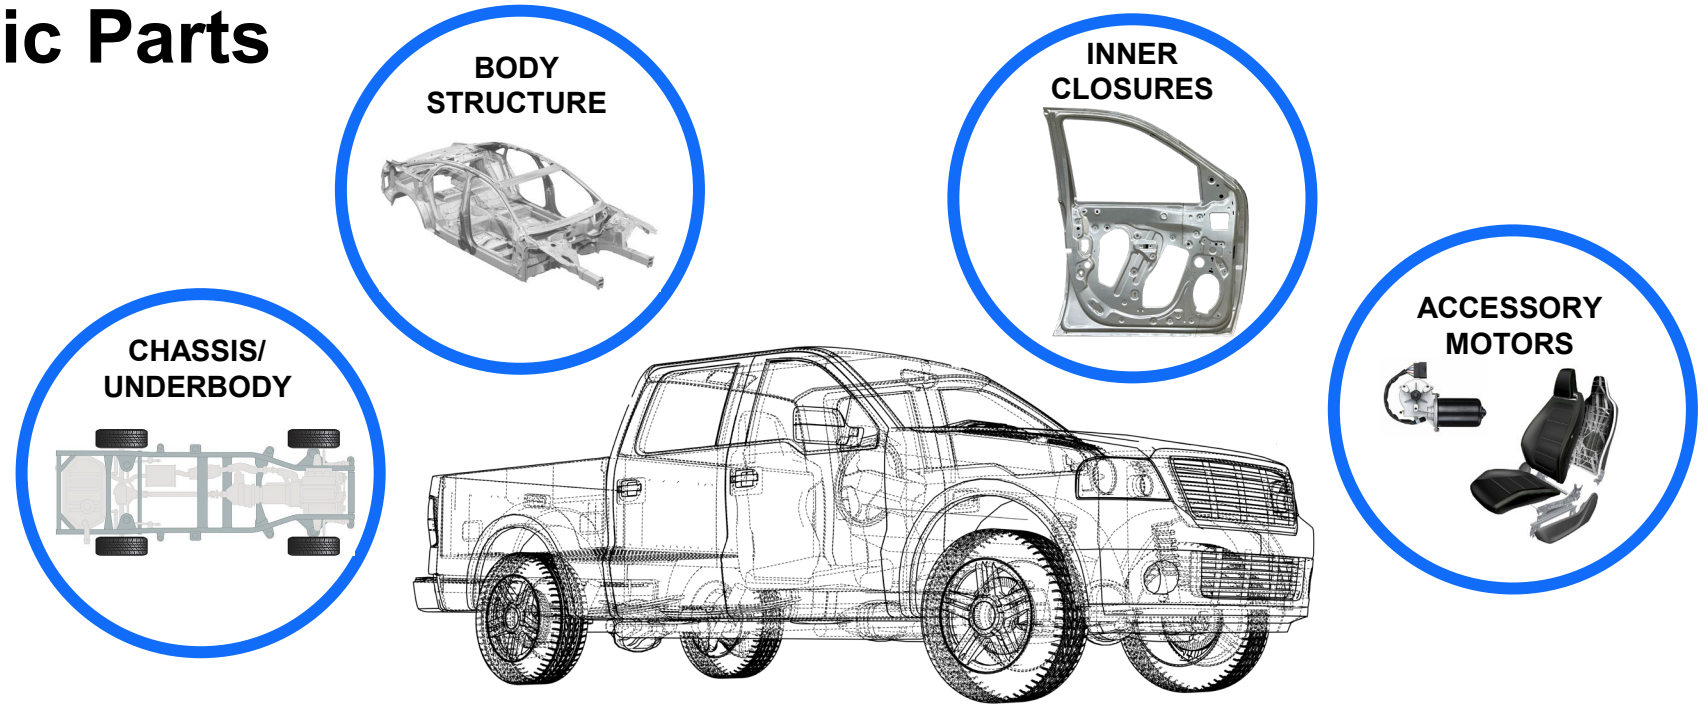 ic Parts
BODY
STRUCTURE
INNER
CLOSURES
CHASSIS/
UNDERBODY
ACCESSORY
MOTORS